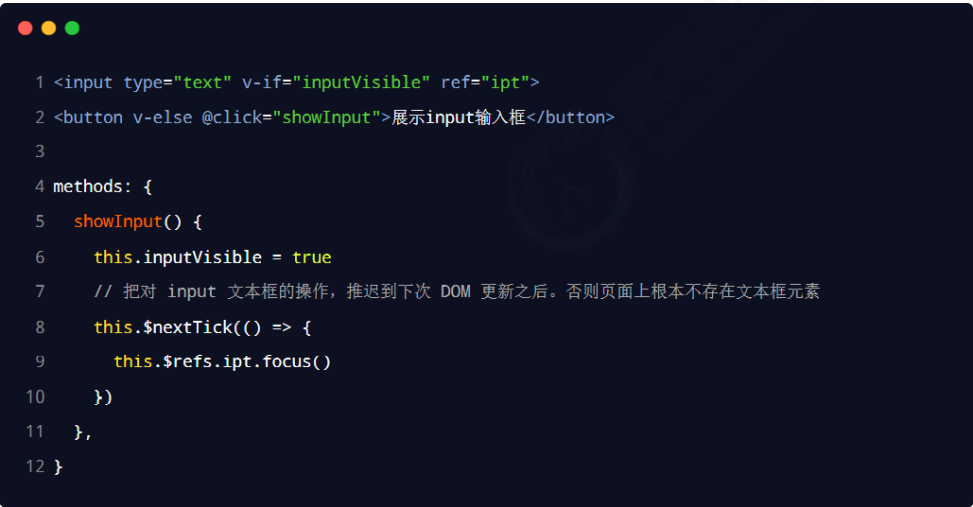 1 <input type="text" v-if="inputVisible" ref="ipt">
2 <button v-else @click="showInput">展示input输入框</button>
3
4 methods: {
5   showInput() {
6     this.inputVisible = true
7     // 把对 input 文本框的操作，推迟到下次 DOM 更新之后。否则页面上根本不存在文本框元素
8     this.$nextTick(() => {
9       this.$refs.ipt.focus()
10     })
11   },
12 }